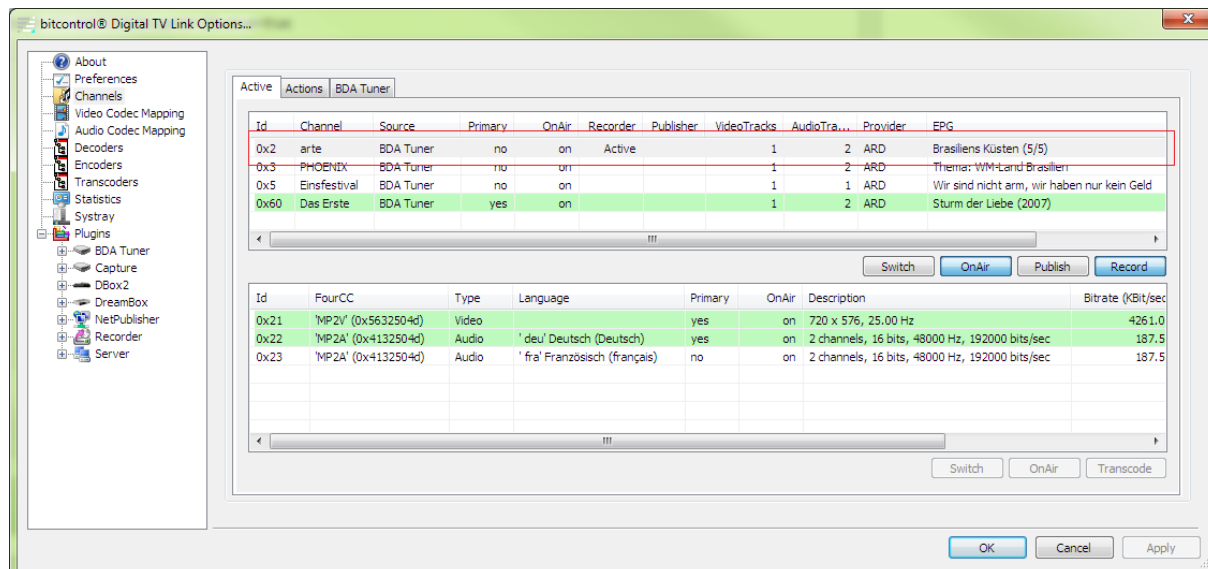 bitcontrol® Digital TV Link Options...
About
Preferences
Channels
Video Codec Mapping
Audio Codec Mapping
Decoders
Encoders
Transcoders
Statistics
Systray
Plugins
BDA Tuner
Capture
DBox2
DreamBox
NetPublisher
Recorder
Server
Active Actions BDA Tuner
Id Channel Source Primary OnAir Recorder Publisher VideoTracks AudioTra... Provider EPG
0x2 arte BDA Tuner no on Active 1 2 ARD Brasiliens Küsten (5/5)
0x3 PHOENIX BDA Tuner no on 1 2 ARD Thema: WM-Land Brasilien
0x5 Einsfestival BDA Tuner no on 1 1 ARD Wir sind nicht arm, wir haben nur kein Geld
0x60 Das Erste BDA Tuner yes on 1 2 ARD Sturm der Liebe (2007)
Switch OnAir Publish Record
Id FourCC Type Language Primary OnAir Description Bitrate (KBit/sec
0x21 'MP2V' (0x5632504d) Video yes on 720 x 576, 25.00 Hz 4261.0
0x22 'MP2A' (0x4132504d) Audio ' deu' Deutsch (Deutsch) yes on 2 channels, 16 bits, 48000 Hz, 192000 bits/sec 187.5
0x23 'MP2A' (0x4132504d) Audio ' fra' Französisch (français) no on 2 channels, 16 bits, 48000 Hz, 192000 bits/sec 187.5
Switch OnAir Transcode
OK Cancel Apply